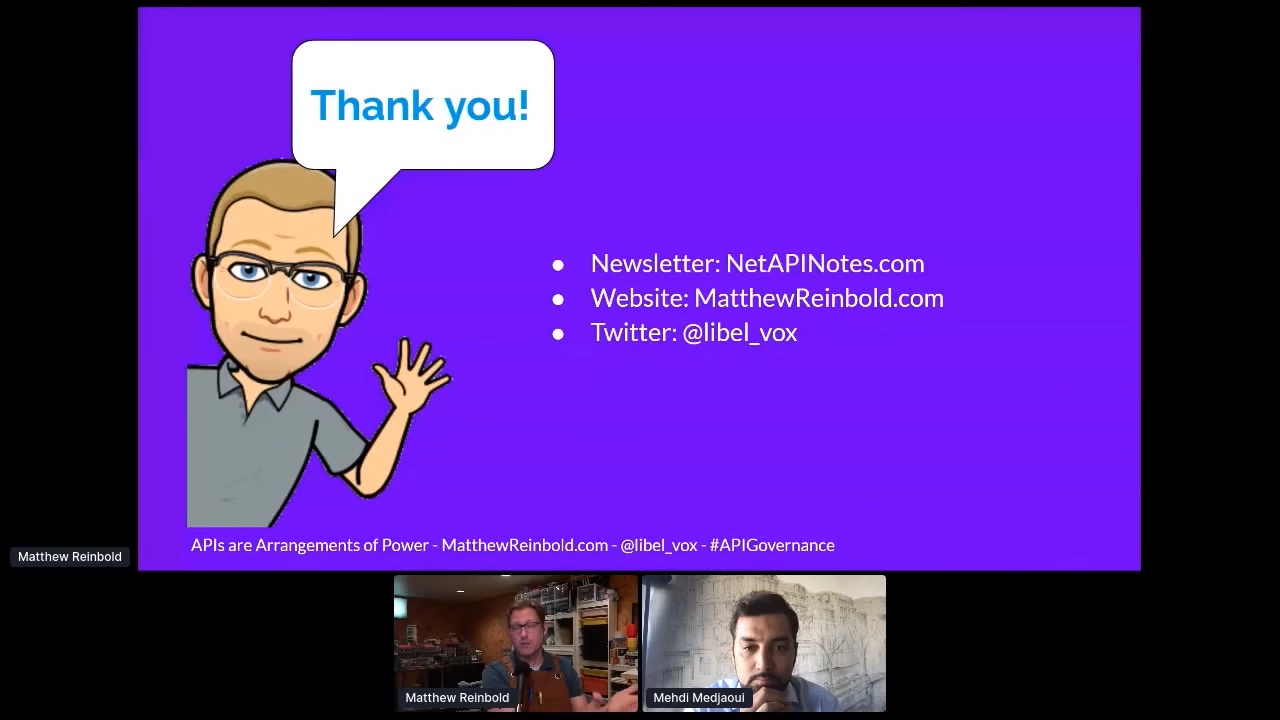 Thank you!
● Newsletter: NetAPINotes.com
● Website: MatthewReinbold.com
● Twitter: @libel_vox
APIs are Arrangements of Power - MatthewReinbold.com - @libel_vox - #APIGovernance
Matthew Reinbold
Matthew Reinbold
Mehdi Medjaoui